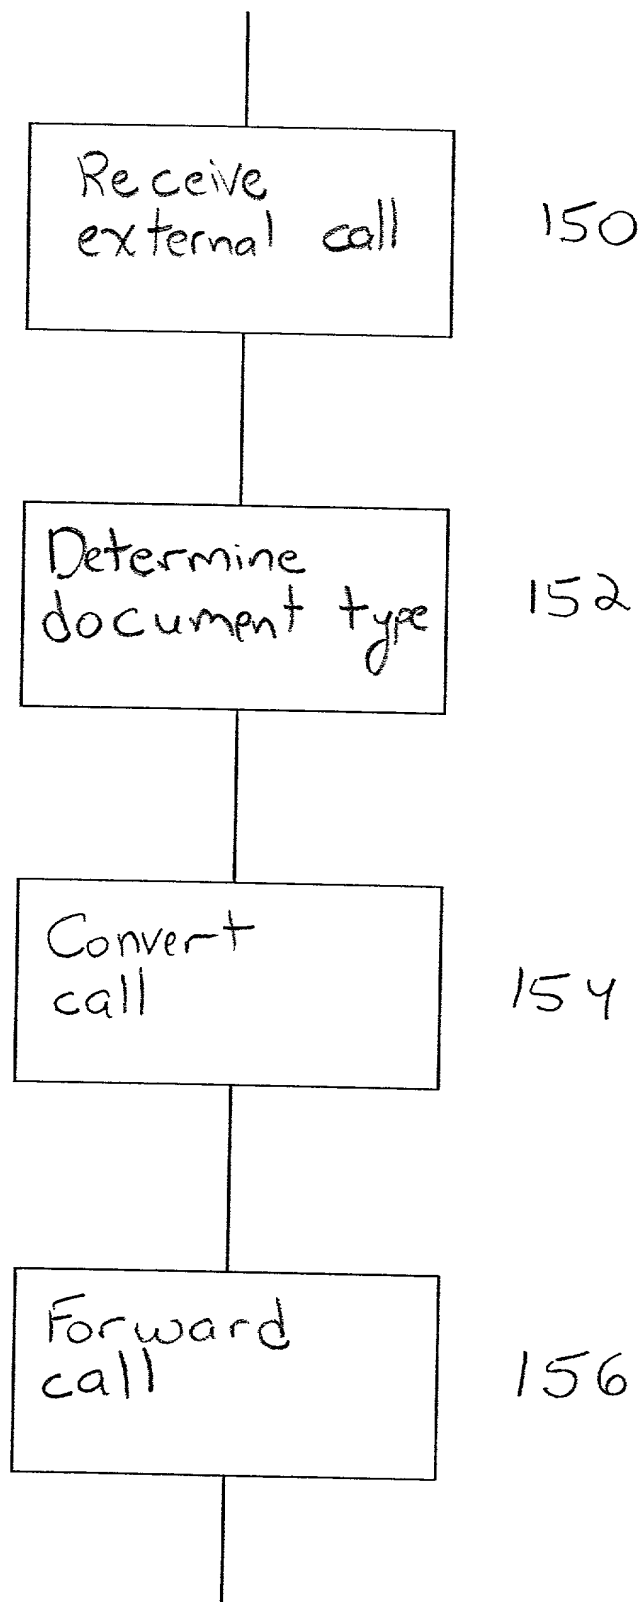 Receive
external call
150
Determine
document type
152
Convert
call
154
Forward
call
156